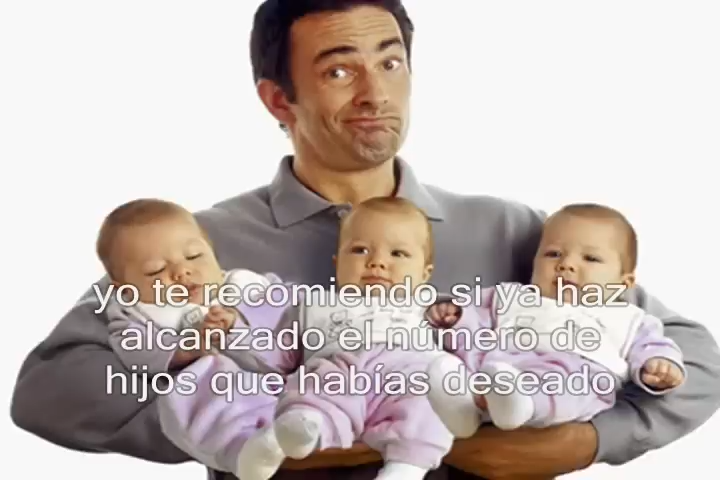 yo te recomiendo si ya haz
alcanzado el número de
hijos que habías deseado